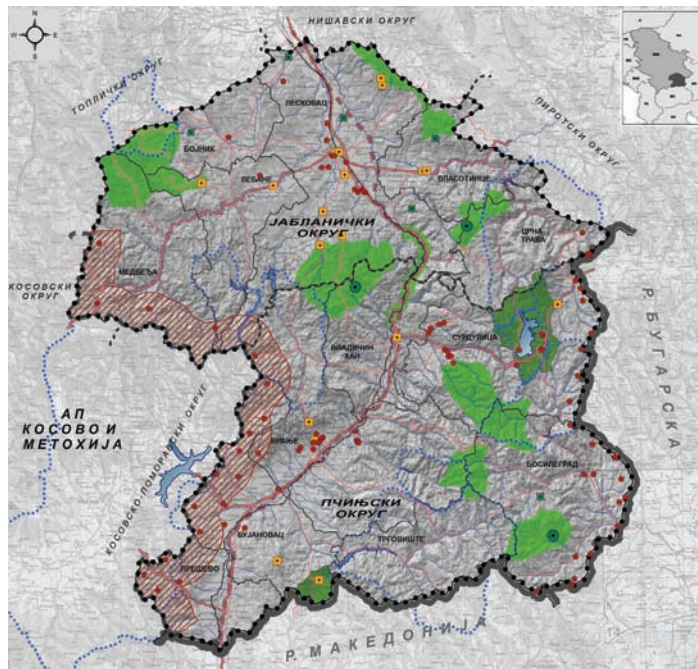 N
W E
S
НИШАВСКИ ОКРУГ
ТОПЛИЧКИ ОКРУГ
ЛЕСКОВАЦ
ПИРОТСКИ ОКРУГ
БОЈНИК
ЛЕБАНЕ
ВЛАСОТИНЦЕ
ЈАБЛАНИЧКИ
ОКРУГ
ЦРНА
ТРАВА
МЕДВЕЂА
КОСОВСКИ
ОКРУГ
СУРДУЛИЦА
ВЛАДИЧИН
ХАН
Р. БУГАРСКА
АП
КОСОВО И
МЕТОХИЈА
КОСОВСКО-ПОМОРАВСКИ ОКРУГ
ВРАЊЕ
БОСИЛЕГРАД
ПЧИЊСКИ
ОКРУГ
БУЈАНОВАЦ
ТРГОВИШТЕ
ПРЕШЕВО
Р. МАКЕДОНИЈА